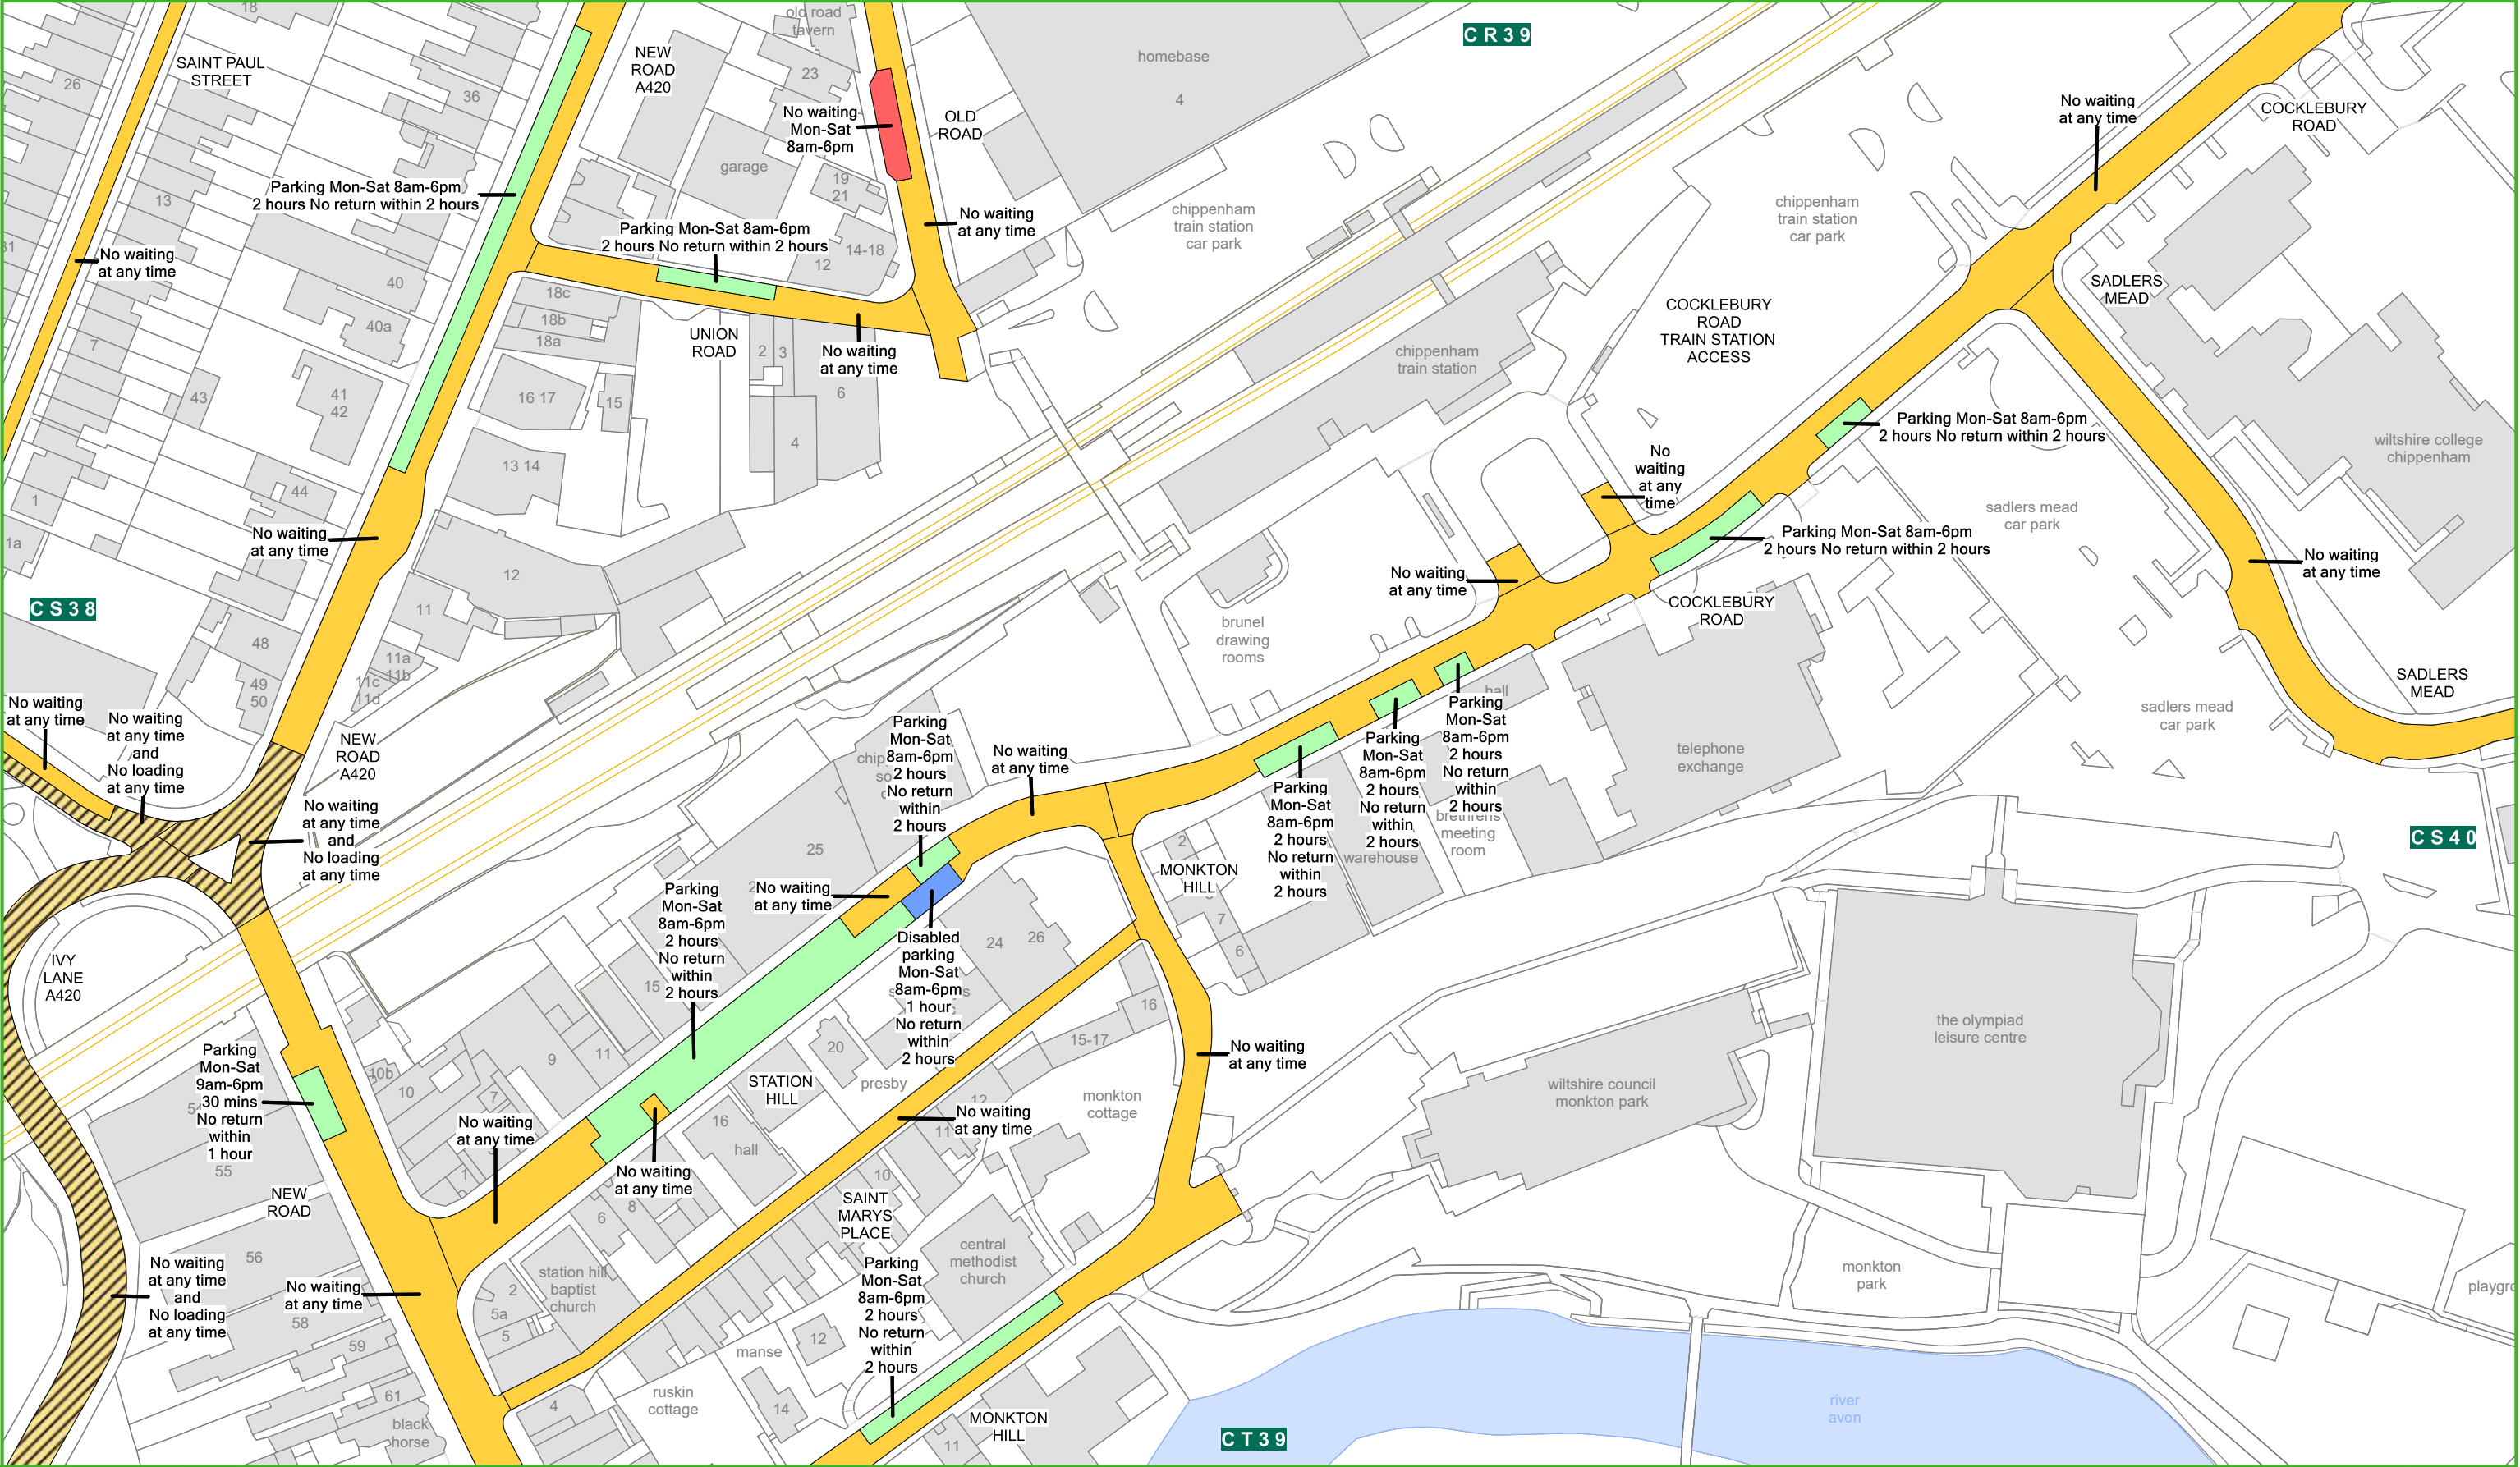 18
26
SAINT PAUL
STREET
36
NEW
ROAD
A420
old road
tavern
23
No waiting
Mon-Sat
8am-6pm
OLD
ROAD
homebase
4
CR39
No waiting
at any time
COCKLEBURY
ROAD
garage
19
21
13
31
Parking Mon-Sat 8am-6pm
2 hours No return within 2 hours
Parking Mon-Sat 8am-6pm
2 hours No return within 2 hours
14-18
12
No waiting
at any time
chippenham
train station
car park
chippenham
train station
car park
No waiting
at any time
40
40a
7
43
41
42
18c
18b
18a
UNION
ROAD
2
3
No waiting
at any time
6
4
16 17
15
13 14
SADLERS
MEAD
COCKLEBURY
ROAD
TRAIN STATION
ACCESS
chippenham
train station
Parking Mon-Sat 8am-6pm
2 hours No return within 2 hours
wiltshire college
chippenham
1
1a
44
No waiting
at any time
12
11
No
waiting
at any
time
sadlers mead
car park
Parking Mon-Sat 8am-6pm
2 hours No return within 2 hours
No waiting
at any time
No waiting
at any time
CS38
48
49
50
11a
11b
11c
11d
brunel
drawing
rooms
COCKLEBURY
ROAD
SADLERS
MEAD
sadlers mead
car park
No waiting
at any time
No waiting
at any time
and
No loading
at any time
NEW
ROAD
A420
No waiting
at any time
and
No loading
at any time
Parking
Mon-Sat
8am-6pm
2 hours
No return
within
2 hours
No waiting
at any time
hall
Parking
Mon-Sat
8am-6pm
2 hours
No return
within
2 hours
Parking
Mon-Sat
8am-6pm
2 hours
No return
within
2 hours
Parking
Mon-Sat
8am-6pm
2 hours
No return
within
2 hours
telephone
exchange
brethrens
meeting
room
warehouse
CS40
25
No waiting
at any time
Parking
Mon-Sat
8am-6pm
2 hours
No return
within
2 hours
2
MONKTON
HILL
7
6
Disabled
parking
Mon-Sat
8am-6pm
1 hour
No return
within
2 hours
24
26
16
15-17
IVY
LANE
A420
15
9
11
20
presby
STATION
HILL
No waiting
at any time
the olympiad
leisure centre
wiltshire council
monkton park
monkton
cottage
Parking
Mon-Sat
9am-6pm
30 mins
No return
within
1 hour
55
10b
10
7
1
No waiting
at any time
16
hall
12
11
No waiting
at any time
No waiting
at any time
10
NEW
ROAD
6
8
SAINT
MARYS
PLACE
56
No waiting
at any time
and
No loading
at any time
No waiting
at any time
58
59
61
black
horse
2
5a
5
station hill
baptist
church
central
methodist
church
Parking
Mon-Sat
8am-6pm
2 hours
No return
within
2 hours
12
manse
14
ruskin
cottage
4
11
MONKTON
HILL
CT39
monkton
park
river
avon